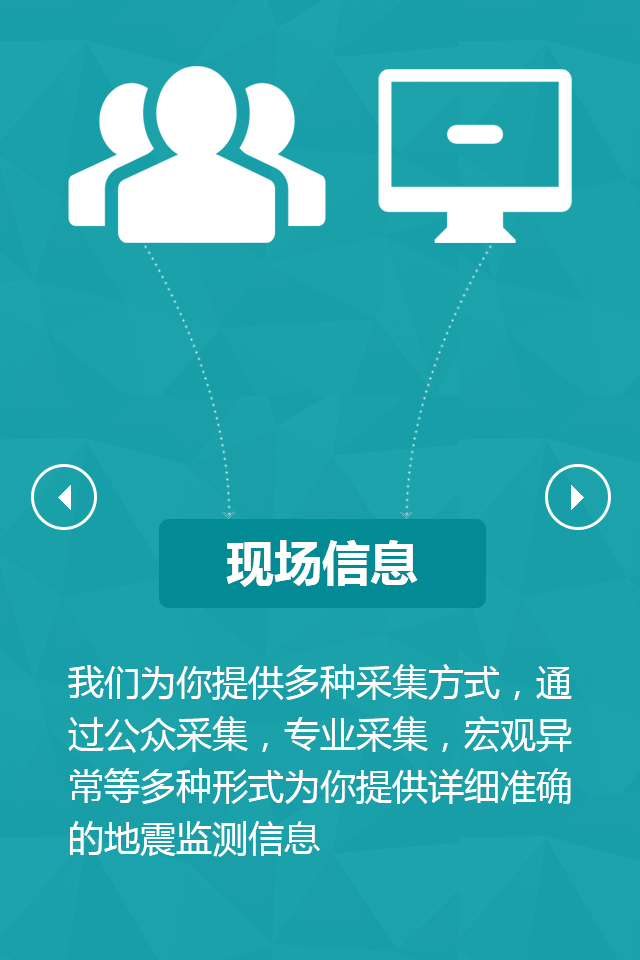 现场信息
我们为你提供多种采集方式，通
过公众采集，专业采集，宏观异
常等多种形式为你提供详细准确
的地震监测信息